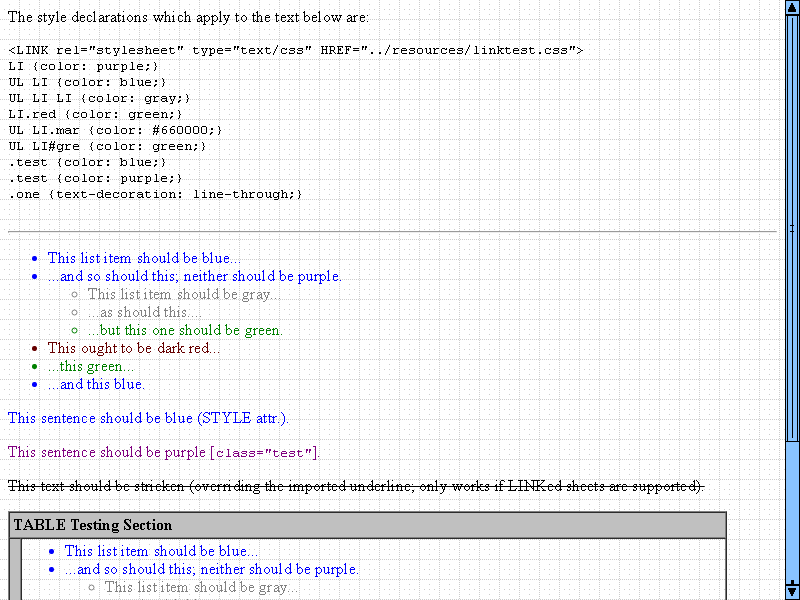 The style declarations which apply to the text below are:
<LINK rel="stylesheet" type="text/css" HREF="../resources/linktest.css">
LI {color: purple;}
UL LI {color: blue;}
UL LI LI {color: gray;}
LI.red {color: green;}
UL LI.mar {color: #660000;}
UL LI#gre {color: green;}
.test {color: blue;}
.test {color: purple;}
.one {text-decoration: line-through;}
This list item should be blue...
...and so should this; neither should be purple.
This list item should be gray...
...as should this....
...but this one should be green.
This ought to be dark red...
...this green...
...and this blue.
This sentence should be blue (STYLE attr.).
This sentence should be purple [class="test"].
This text should be stricken (overriding the imported underline; only works if LINKed sheets are supported).
TABLE Testing Section
This list item should be blue...
...and so should this; neither should be purple.
This list item should be gray...